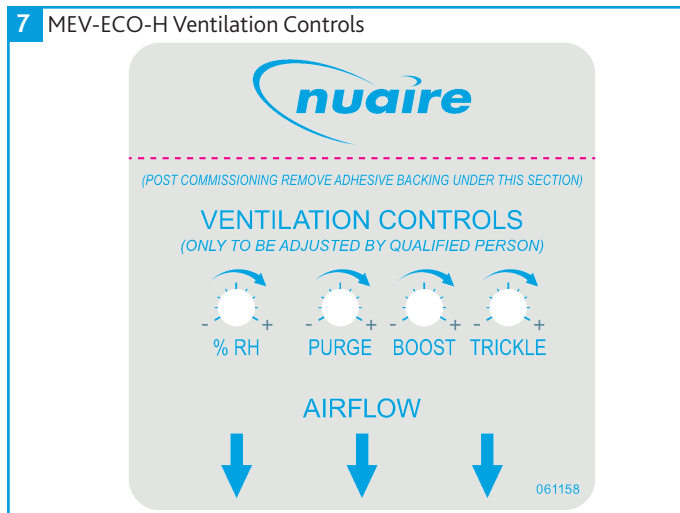 7 MEV-ECO-H Ventilation Controls
nuaire
(POST COMMISSIONING REMOVE ADHESIVE BACKING UNDER THIS SECTION)
VENTILATION CONTROLS
(ONLY TO BE ADJUSTED BY QUALIFIED PERSON)
- + - + - + - +
% RH PURGE BOOST TRICKLE
AIRFLOW
061158